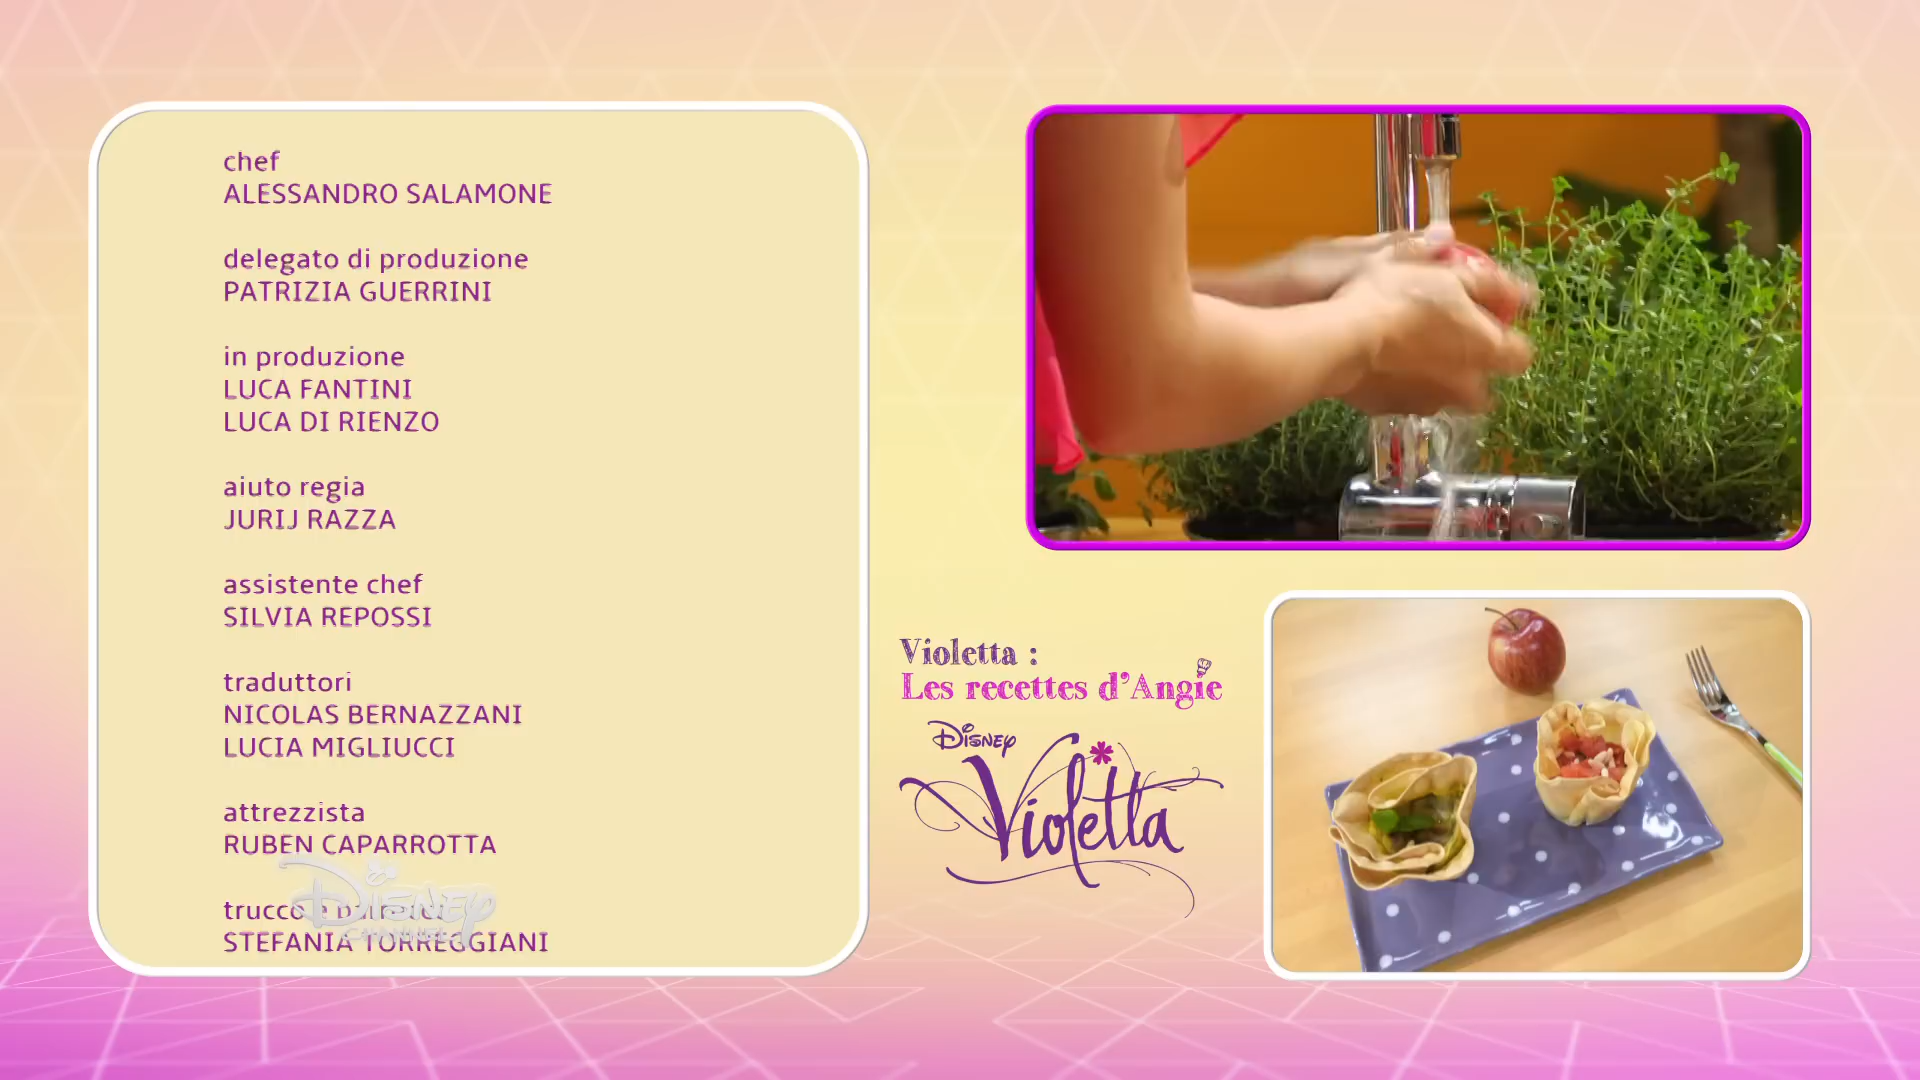 chef
ALESSANDRO SALAMONE
delegato di produzione
PATRIZIA GUERRINI
in produzione
LUCA FANTINI
LUCA DI RIENZO
aiuto regia
JURIJ RAZZA
assistente chef
SILVIA REPOSSI
traduttori
NICOLAS BERNAZZANI
LUCIA MIGLIUCCI
attrezzista
RUBEN CAPARROTTA
trucco e
STEFANIA TORREGGIANI
Disney
CHANNEL
Violetta :
Les recettes d'Angie
Disney
Violetta